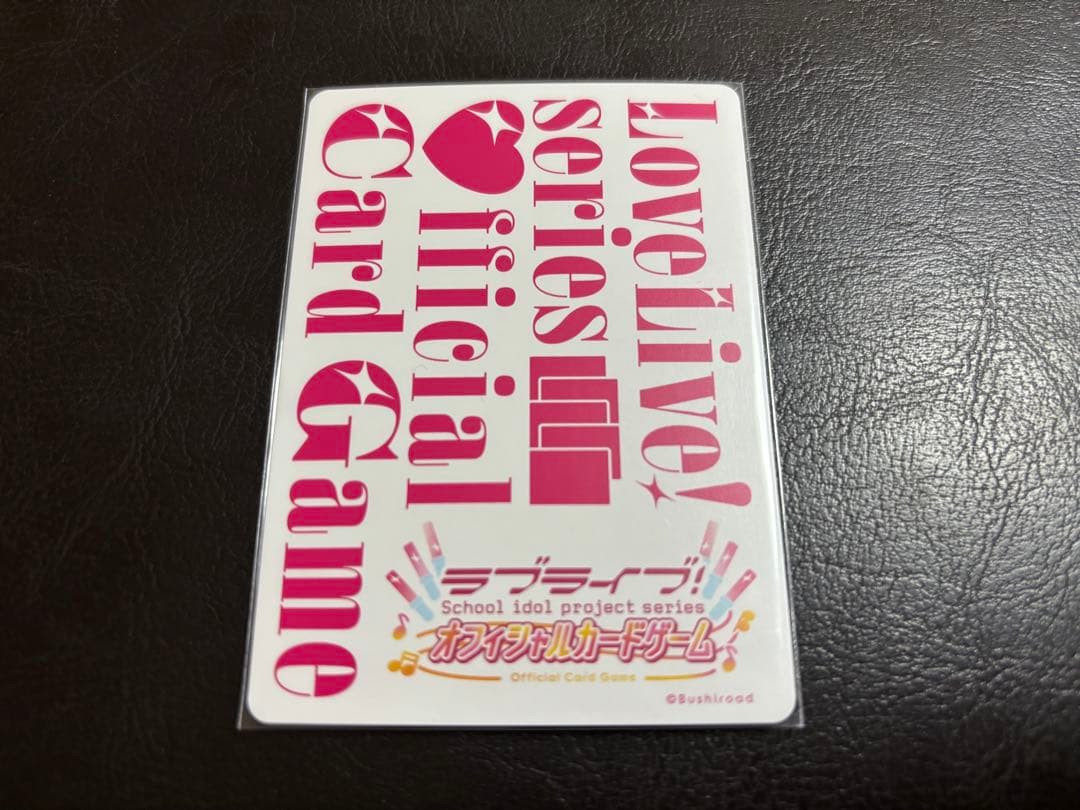 LoveLive!
series
❤fficial
Card Game
ラブライブ!
School idol project series
オフィシャルカードゲーム
Official Card Game
©Bushiroad